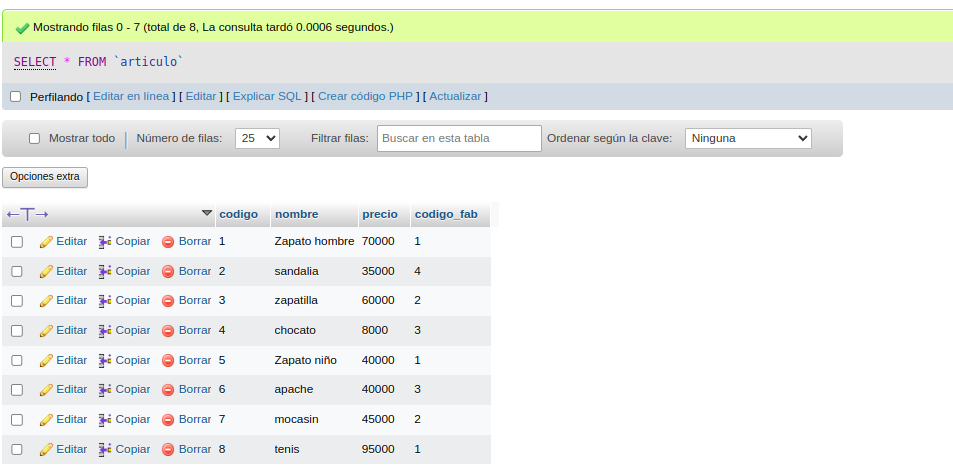 Mostrando filas 0 - 7 (total de 8, La consulta tardó 0.0006 segundos.)
SELECT * FROM `articulo`
Perfilando [ Editar en línea ] [ Editar ] [ Explicar SQL ] [ Crear código PHP ] [ Actualizar ]
Mostrar todo | Número de filas: 25 Filtrar filas: Buscar en esta tabla Ordenar según la clave: Ninguna
Opciones extra
←T→ codigo nombre precio codigo_fab
Editar Copiar Borrar 1 Zapato hombre 70000 1
Editar Copiar Borrar 2 sandalia 35000 4
Editar Copiar Borrar 3 zapatilla 60000 2
Editar Copiar Borrar 4 chocato 8000 3
Editar Copiar Borrar 5 Zapato niño 40000 1
Editar Copiar Borrar 6 apache 40000 3
Editar Copiar Borrar 7 mocasin 45000 2
Editar Copiar Borrar 8 tenis 95000 1